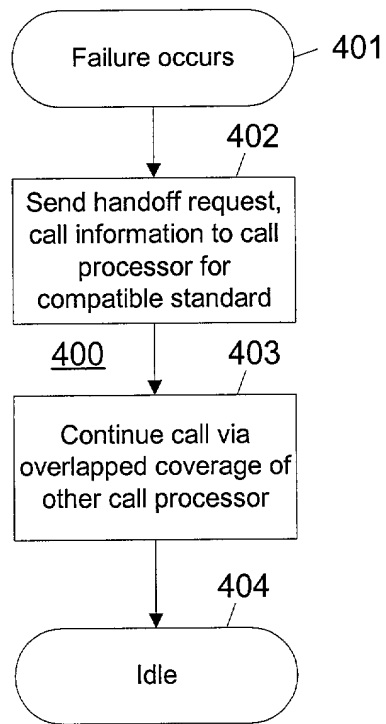 Failure occurs
401
402
Send handoff request,
call information to call
processor for
compatible standard
400
403
Continue call via
overlapped coverage of
other call processor
404
Idle